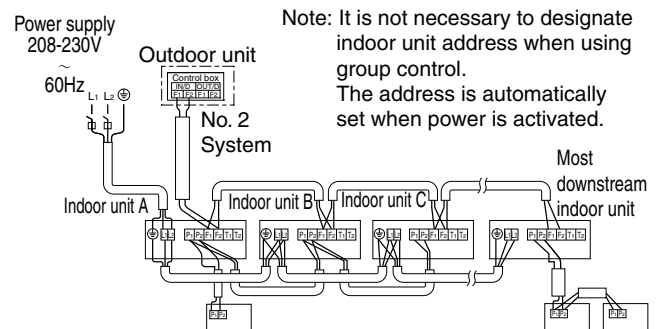 Power supply
208-230V
~
60Hz
L1 L2
Outdoor unit
Control box
IN/D OUT/D
F1 F2 F1 F2
No. 2
System
Note: It is not necessary to designate
indoor unit address when using
group control.
The address is automatically
set when power is activated.
Most
downstream
indoor unit
Indoor unit A
Indoor unit B
Indoor unit C
L1 L2 P1 P2 F1 F2 T1 T2
L1 L2 P1 P2 F1 F2 T1 T2
L1 L2 P1 P2 F1 F2 T1 T2
L1 L2 P1 P2 F1 F2 T1 T2
P1 P2
P1 P2
P1 P2